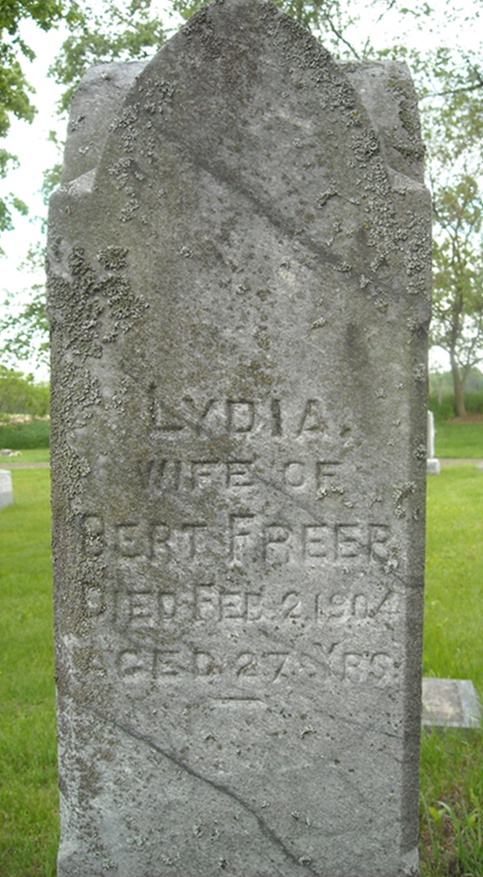 LYDIA,
WIFE OF
BERT FREER,
DIED FEB. 2, 1904
AGED 27 YRS.